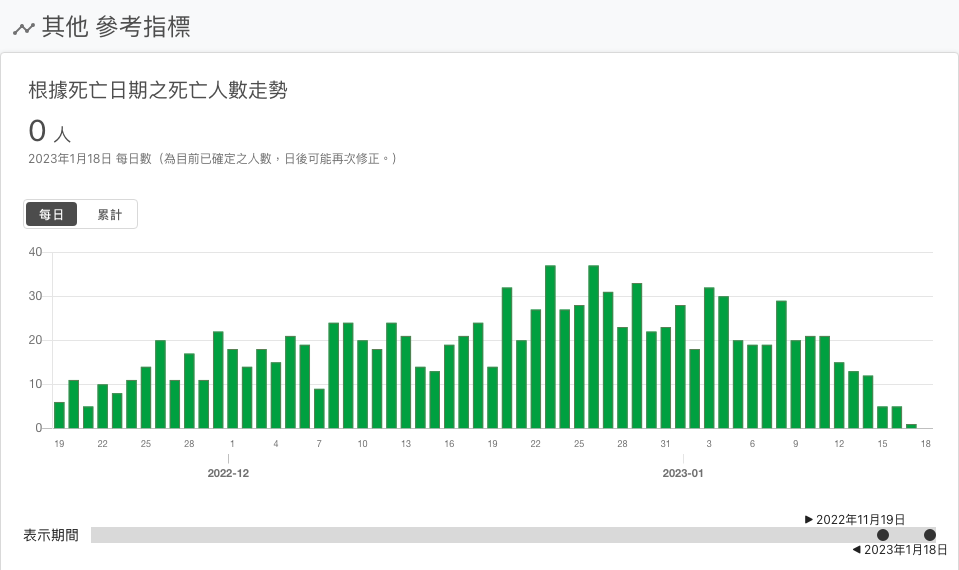 其他 參考指標
根據死亡日期之死亡人數走勢
0 人
2023年1月18日 每日數（為目前已確定之人數，日後可能再次修正。）
每日 累計
40
30
20
10
0
19 22 25 28 1 4 7 10 13 16 19 22 25 28 31 3 6 9 12 15 18
2022-12 2023-01
▶ 2022年11月19日
表示期間
◀ 2023年1月18日